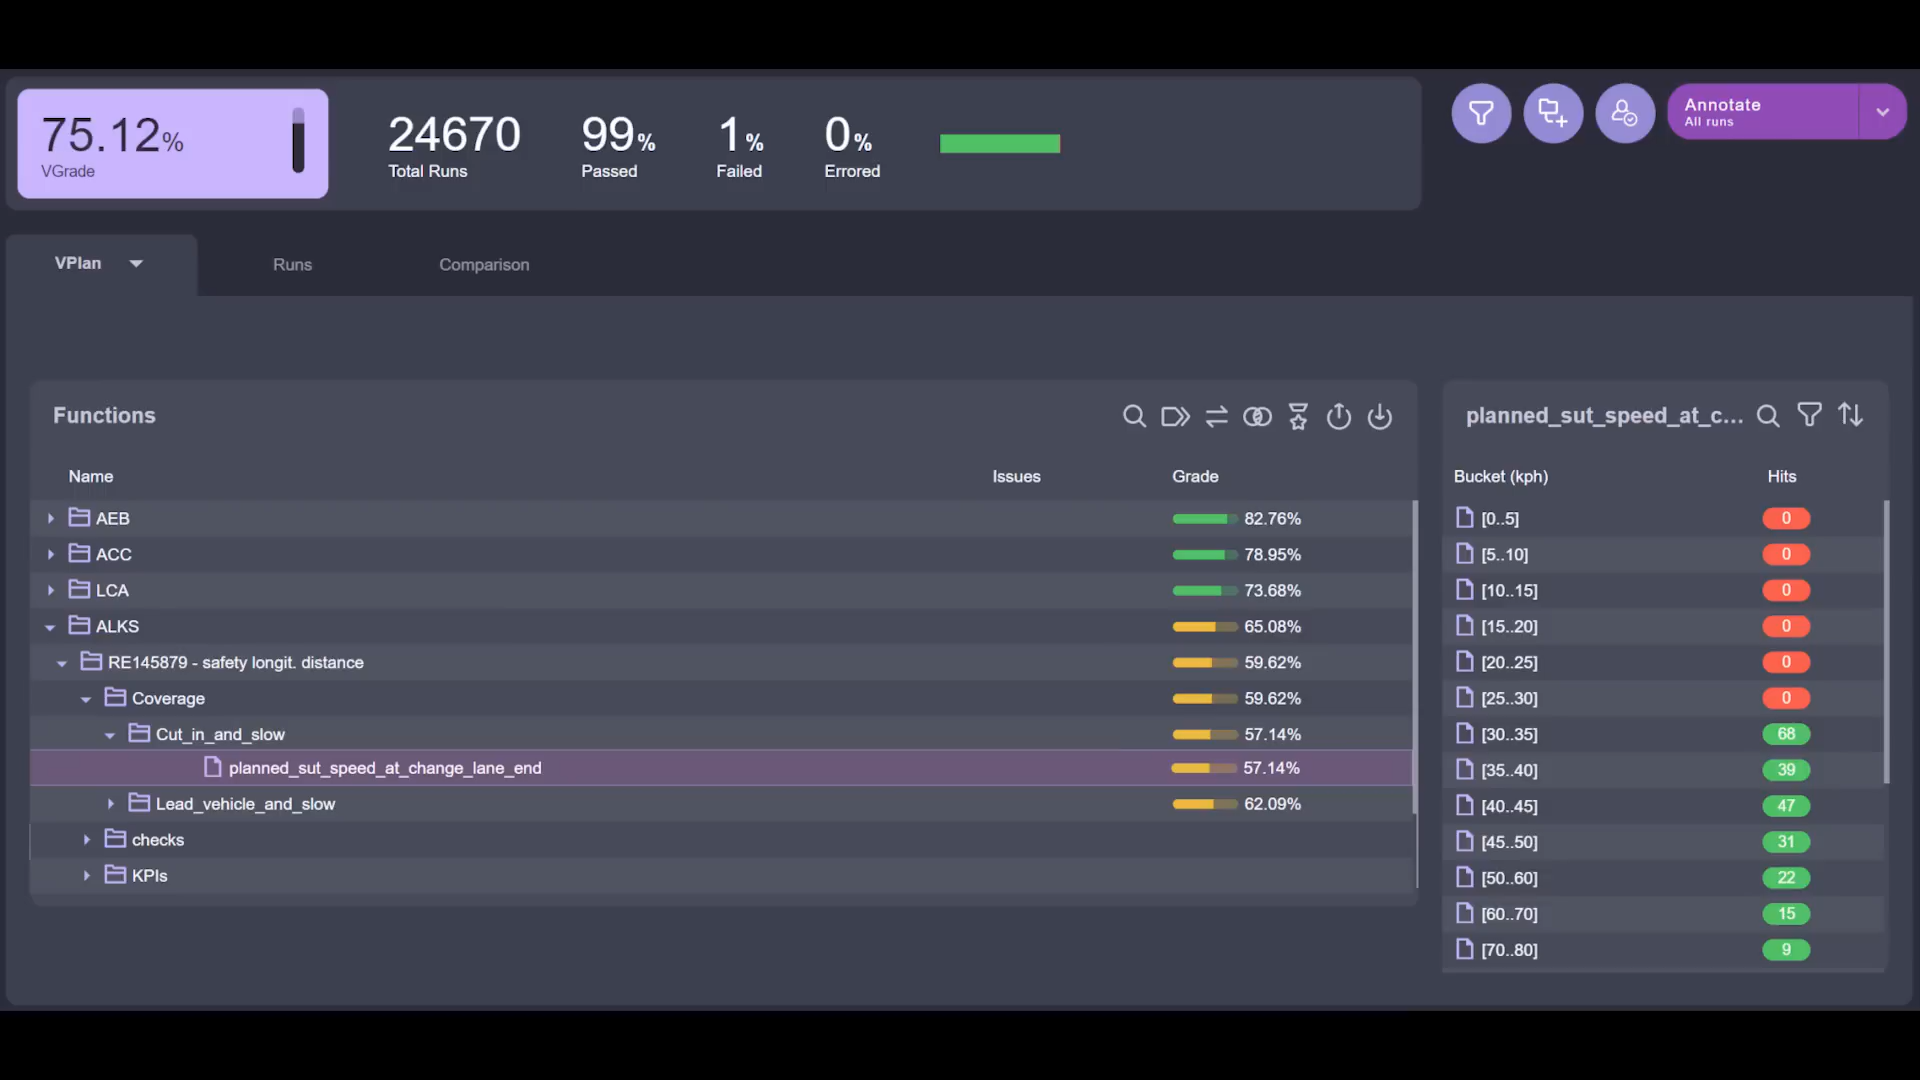 75.12%
VGrade
24670
Total Runs
99%
Passed
1%
Failed
0%
Errored
Annotate
All runs
VPlan
Runs
Comparison
Functions
Name Issues Grade
AEB 82.76%
ACC 78.95%
LCA 73.68%
ALKS 65.08%
RE145879 - safety longit. distance 59.62%
Coverage 59.62%
Cut_in_and_slow 57.14%
planned_sut_speed_at_change_lane_end 57.14%
Lead_vehicle_and_slow 62.09%
checks
KPIs
planned_sut_speed_at_c...
Bucket (kph) Hits
[0..5] 0
[5..10] 0
[10..15] 0
[15..20] 0
[20..25] 0
[25..30] 0
[30..35] 68
[35..40] 39
[40..45] 47
[45..50] 31
[50..60] 22
[60..70] 15
[70..80] 9